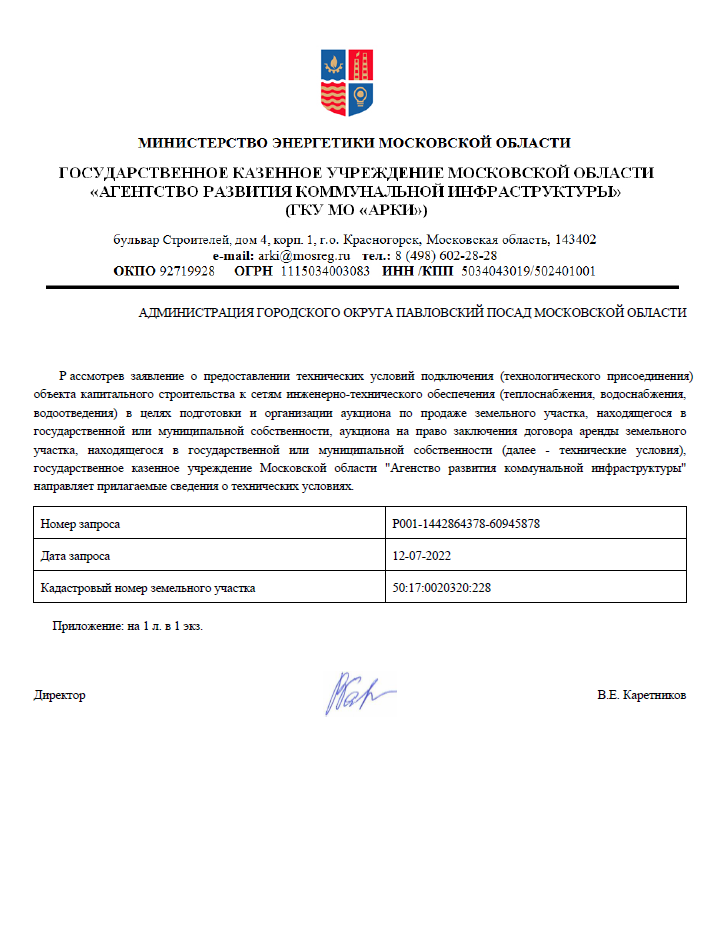 МИНИСТЕРСТВО ЭНЕРГЕТИКИ МОСКОВСКОЙ ОБЛАСТИ
ГОСУДАРСТВЕННОЕ КАЗЕННОЕ УЧРЕЖДЕНИЕ МОСКОВСКОЙ ОБЛАСТИ
«АГЕНТСТВО РАЗВИТИЯ КОММУНАЛЬНОЙ ИНФРАСТРУКТУРЫ»
(ГКУ МО «АРКИ»)
бульвар Строителей, дом 4, корп. 1, г.о. Красногорск, Московская область, 143402
e-mail: arki@mosreg.ru тел.: 8 (498) 602-28-28
ОКПО 92719928 ОГРН 1115034003083 ИНН /КПП 5034043019/502401001
АДМИНИСТРАЦИЯ ГОРОДСКОГО ОКРУГА ПАВЛОВСКИЙ ПОСАД МОСКОВСКОЙ ОБЛАСТИ
Рассмотрев заявление о предоставлении технических условий подключения (технологического присоединения)
объекта капитального строительства к сетям инженерно-технического обеспечения (теплоснабжения, водоснабжения,
водоотведения) в целях подготовки и организации аукциона по продаже земельного участка, находящегося в
государственной или муниципальной собственности, аукциона на право заключения договора аренды земельного
участка, находящегося в государственной или муниципальной собственности (далее - технические условия),
государственное казенное учреждение Московской области "Агенство развития коммунальной инфраструктуры"
направляет прилагаемые сведения о технических условиях.
Номер запроса P001-1442864378-60945878
Дата запроса 12-07-2022
Кадастровый номер земельного участка 50:17:0020320:228
Приложение: на 1 л. в 1 экз.
Директор В.Е. Каретников